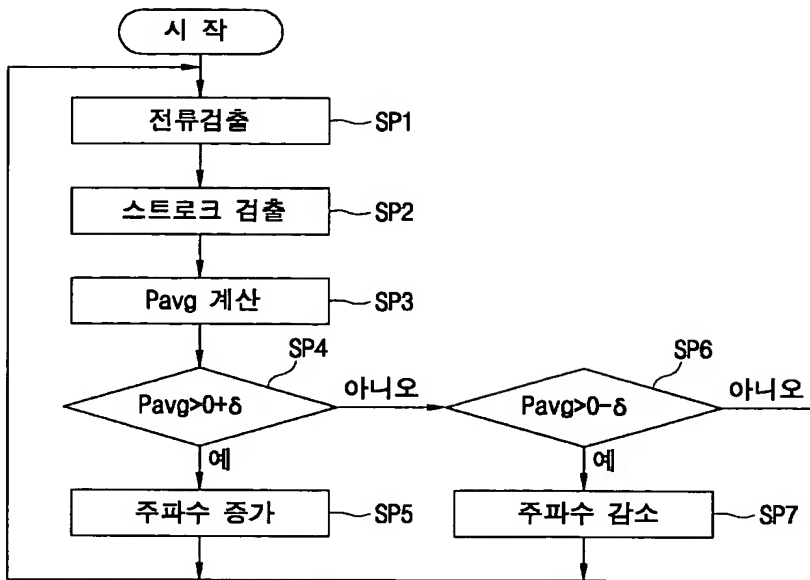 시 작
전류검출
SP1
스트로크 검출
SP2
Pavg 계산
SP3
SP4
Pavg>0+δ
아니오
예
SP6
Pavg>0-δ
아니오
예
주파수 증가
SP5
주파수 감소
SP7